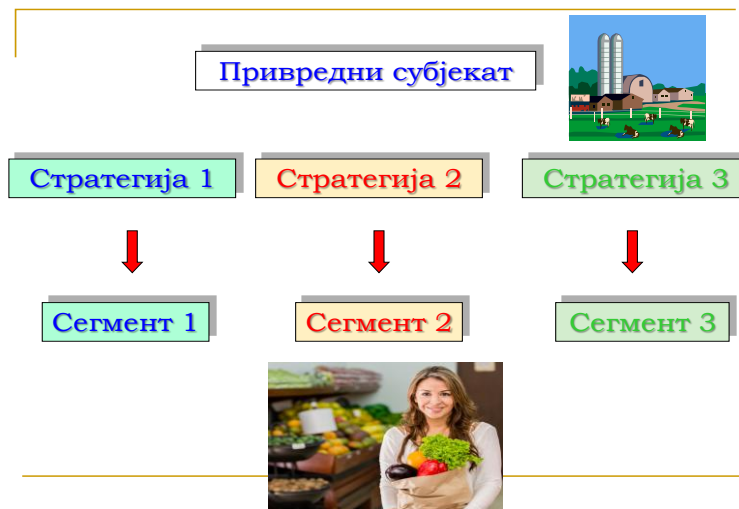 Привредни субјекат
Стратегија 1
Стратегија 2
Стратегија 3
Сегмент 1
Сегмент 2
Сегмент 3